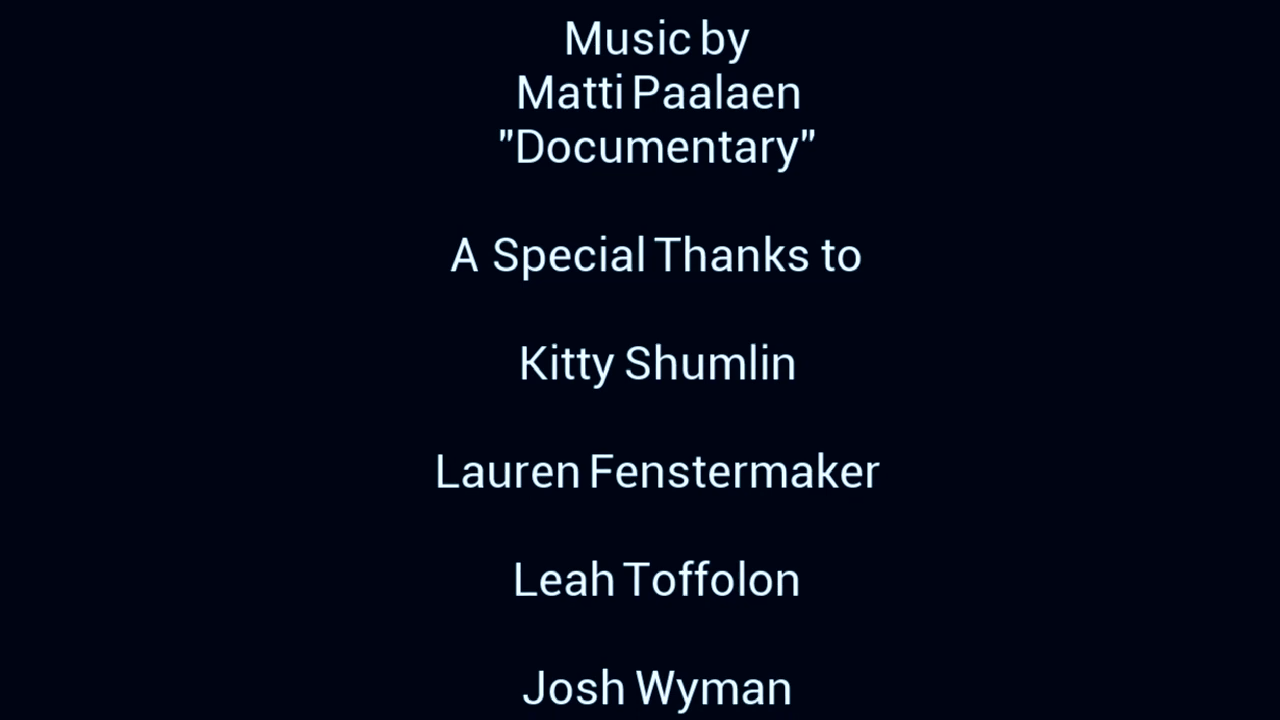 Music by
Matti Paalaen
"Documentary"
A Special Thanks to
Kitty Shumlin
Lauren Fenstermaker
Leah Toffolon
Josh Wyman